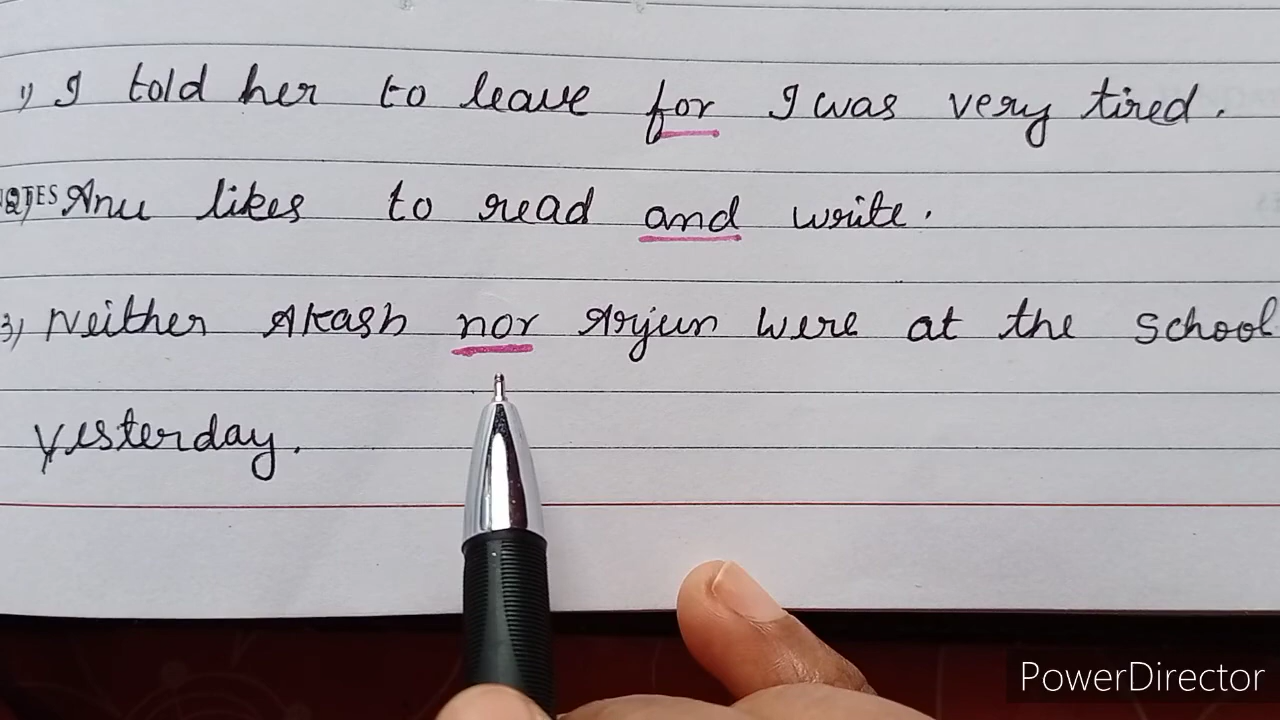 1) I told her to leave for I was very tired.
2) Anu likes to read and write.
3) Neither Akash nor Arjun were at the school
yesterday.
PowerDirector